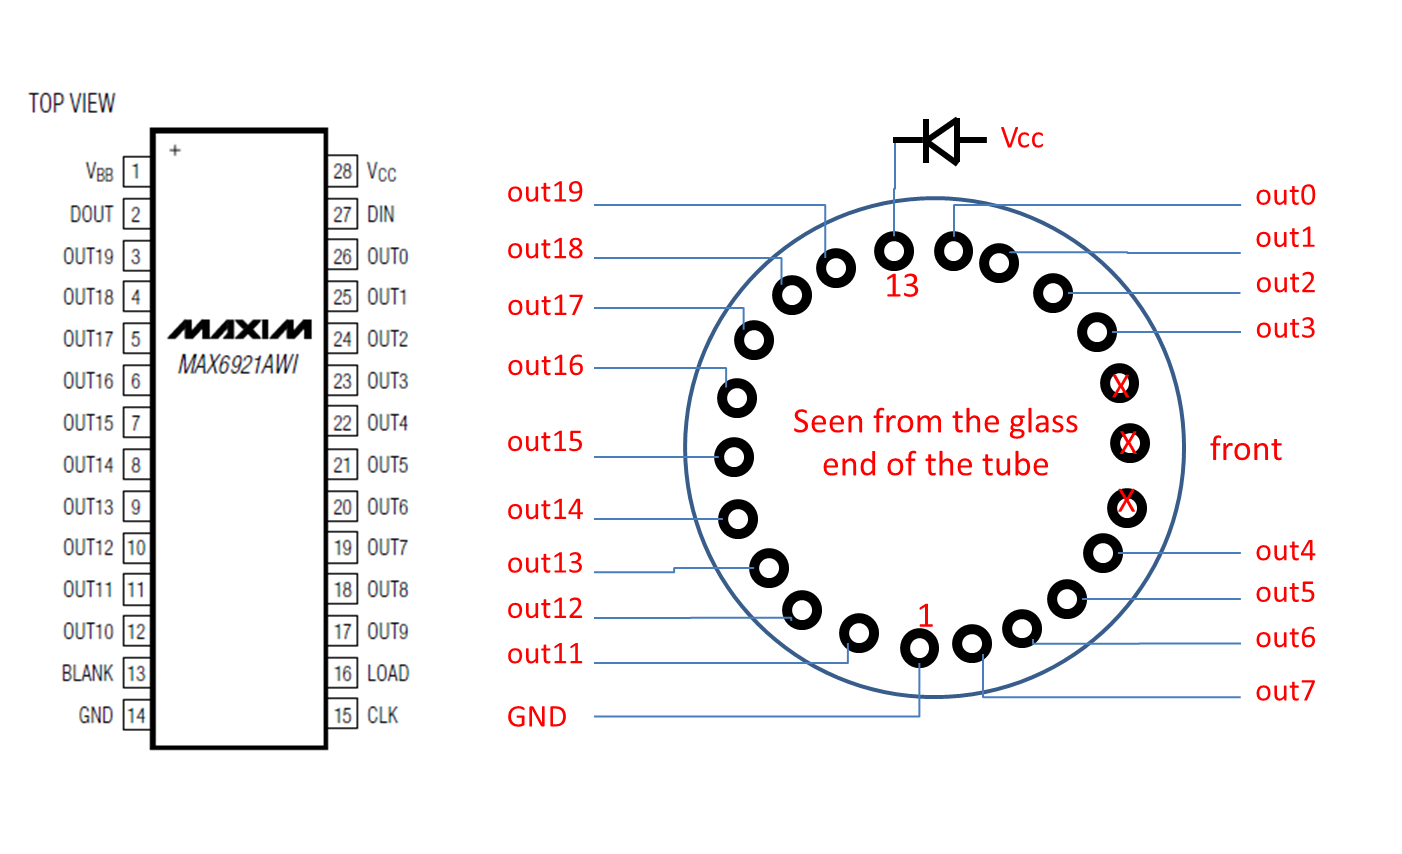 TOP VIEW
+
VBB 1
DOUT 2
OUT19 3
OUT18 4
OUT17 5
OUT16 6
OUT15 7
OUT14 8
OUT13 9
OUT12 10
OUT11 11
OUT10 12
BLANK 13
GND 14
MAXIM
MAX6921AWI
28 VCC
27 DIN
26 OUT0
25 OUT1
24 OUT2
23 OUT3
22 OUT4
21 OUT5
20 OUT6
19 OUT7
18 OUT8
17 OUT9
16 LOAD
15 CLK
Vcc
out19
out18
out17
out16
out15
out14
out13
out12
out11
GND
13
Seen from the glass
end of the tube
1
X
X
X
out0
out1
out2
out3
front
out4
out5
out6
out7